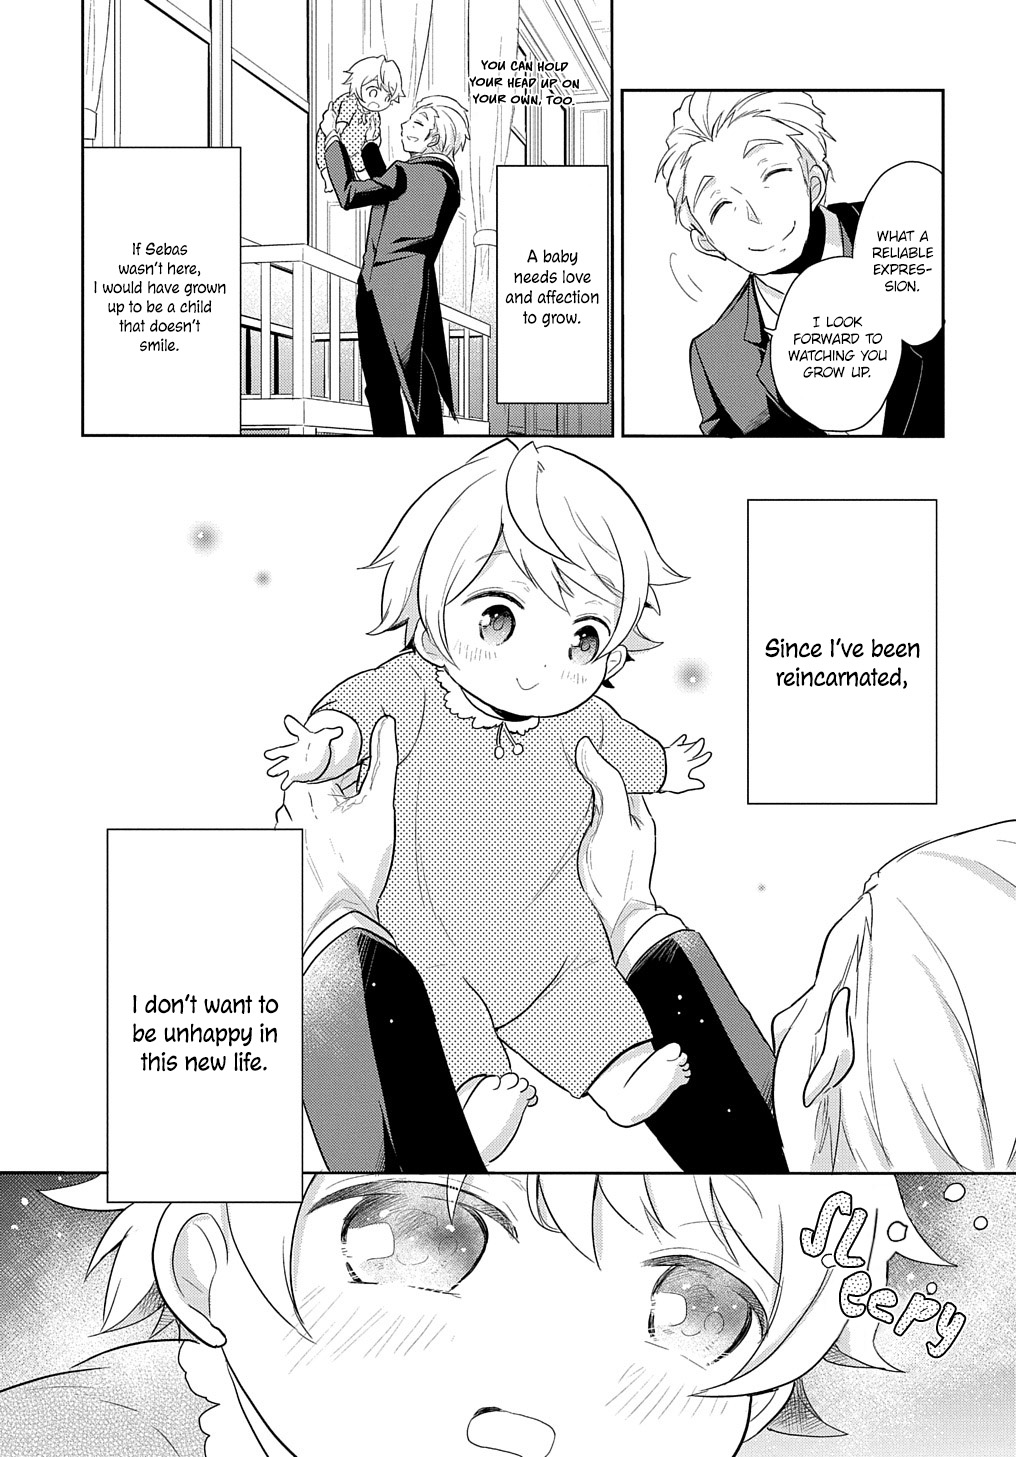 WHAT A
RELIABLE
EXPRES-
SION.
I LOOK
FORWARD TO
WATCHING YOU
GROW UP.
YOU CAN HOLD
YOUR HEAD UP ON
YOUR OWN, TOO.
A baby
needs love
and affection
to grow.
If Sebas
wasn't here,
I would have grown
up to be a child
that doesn't
smile.
Since I've been
reincarnated,
I don't want to
be unhappy in
this new life.
SLeepy